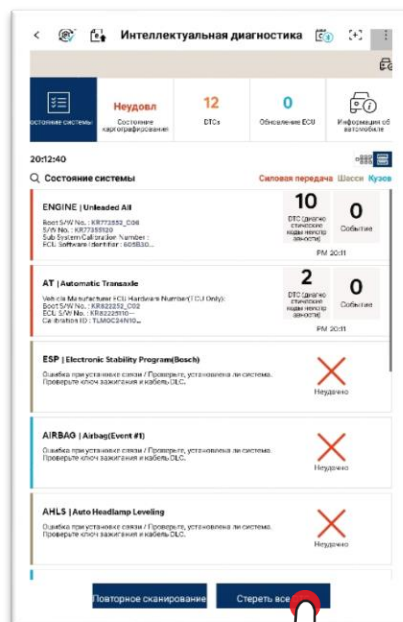 Интеллектуальная диагностика
Состояние системы
Неудовл
Состояние картографирования
12
DTCs
0
Обновление ECU
Информация об автомобиле
20:12:40
Состояние системы
Силовая передача Шасси Кузов
ENGINE | Unleaded All
Boot S/W No. : KR773553_C08
S/W No. : KR77355120
Sub System Calibration Number :
ECU Software Identifier :
10
DTC (диагностические коды неисправности)
0
Событие
PM 20:11
AT | Automatic Transaxle
Vehicle Manufacturer ECU Hardware Number(TCU Only):
Boot S/W No. : KR822252_C02
ECU S/W No. : KR82225110--
Calibration ID : TLM0C24N10...
2
DTC (диагностические коды неисправности)
0
Событие
PM 20:11
ESP | Electronic Stability Program(Bosch)
Ошибка при установке связи / Проверьте, установлена ли система.
Проверьте ключ зажигания и кабель DLC.
Неудачно
AIRBAG | Airbag(Event #1)
Ошибка при установке связи / Проверьте, установлена ли система.
Проверьте ключ зажигания и кабель DLC.
Неудачно
AHLS | Auto Headlamp Leveling
Ошибка при установке связи / Проверьте, установлена ли система.
Проверьте ключ зажигания и кабель DLC.
Неудачно
Повторное сканирование
Стереть все